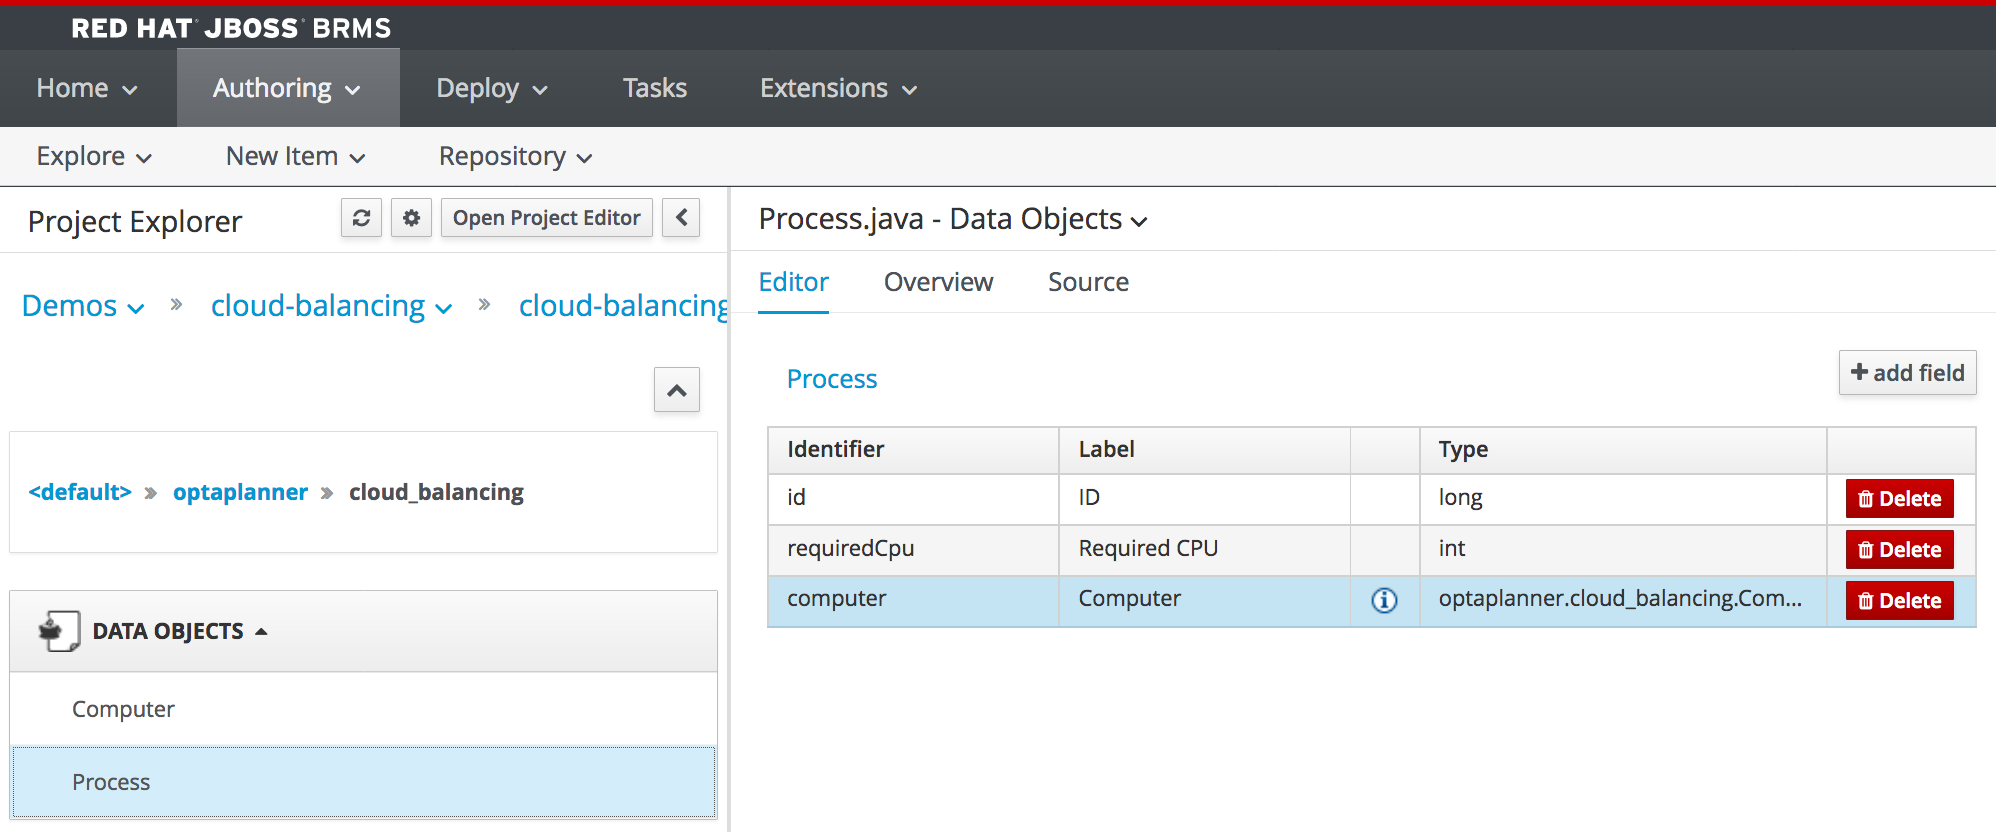 RED HAT JBOSS BRMS
Home Authoring Deploy Tasks Extensions
Explore New Item Repository
Project Explorer Open Project Editor
Demos » cloud-balancing » cloud-balancing
<default> » optaplanner » cloud_balancing
DATA OBJECTS
Computer
Process
Process.java - Data Objects
Editor Overview Source
Process + add field
Identifier Label Type
id ID long Delete
requiredCpu Required CPU int Delete
computer Computer optaplanner.cloud_balancing.Com... Delete